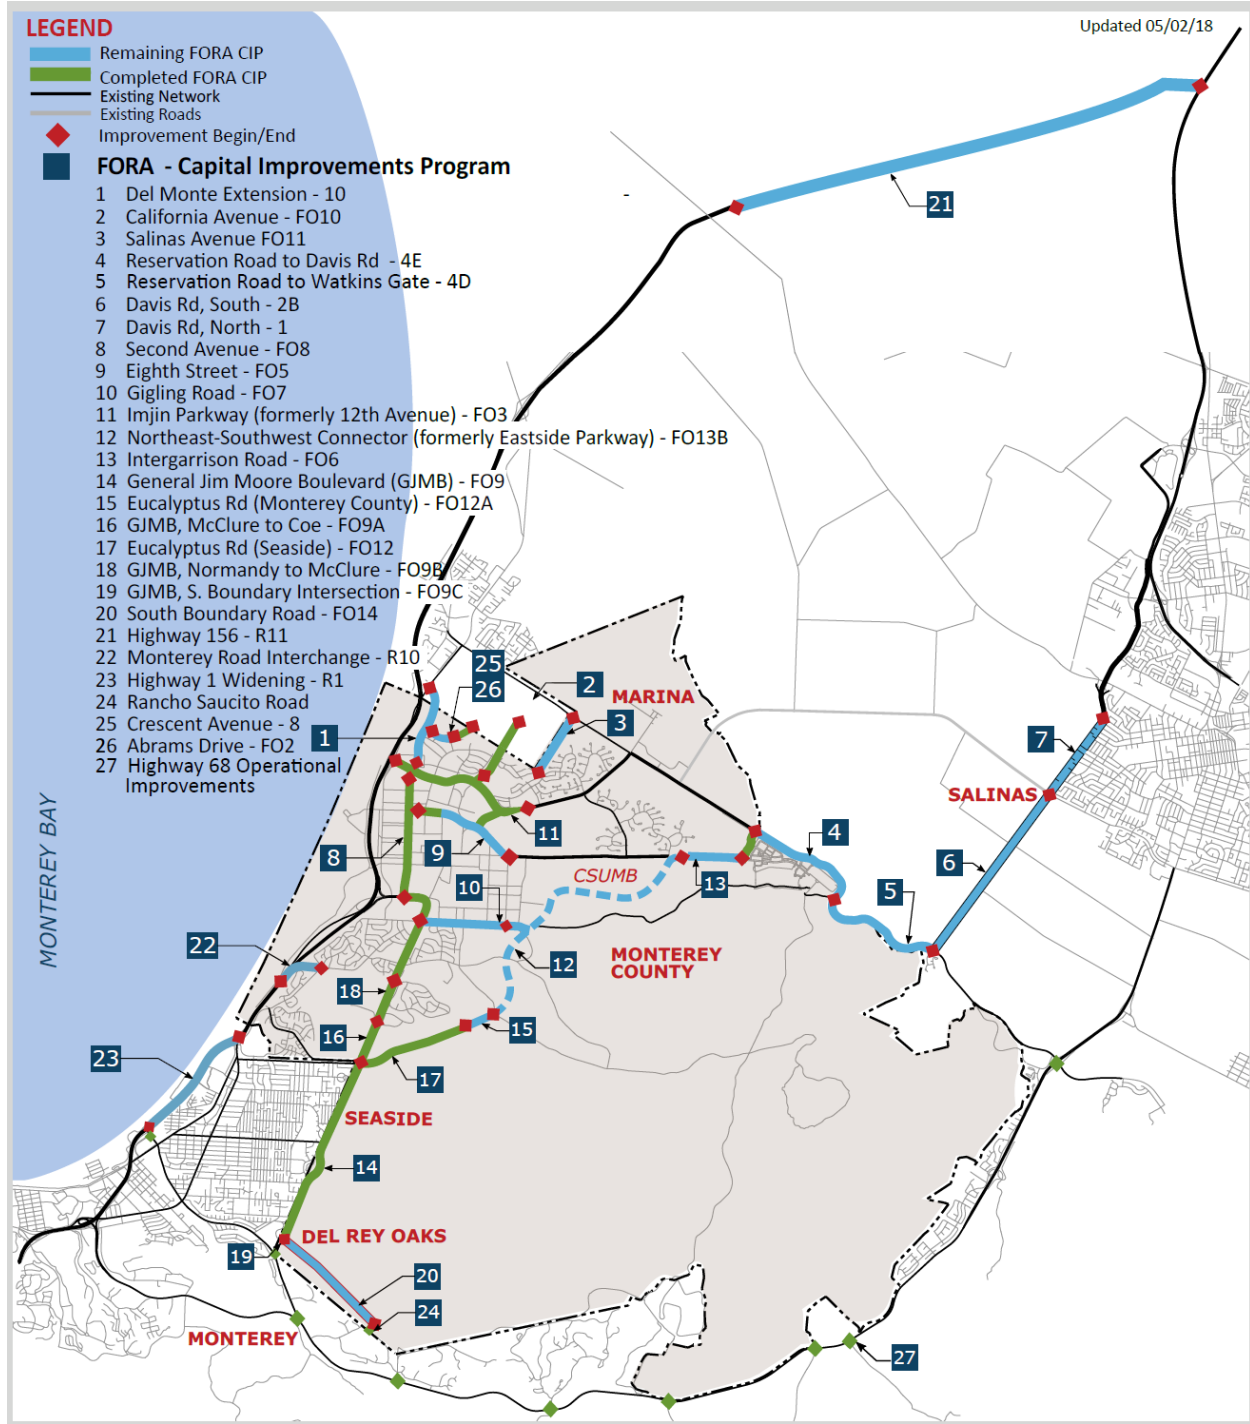 LEGEND
Updated 05/02/18
Remaining FORA CIP
Completed FORA CIP
Existing Network
Existing Roads
Improvement Begin/End
FORA - Capital Improvements Program
1 Del Monte Extension - 10
2 California Avenue - FO10
3 Salinas Avenue FO11
4 Reservation Road to Davis Rd - 4E
5 Reservation Road to Watkins Gate - 4D
6 Davis Rd, South - 2B
7 Davis Rd, North - 1
8 Second Avenue - FO8
9 Eighth Street - FO5
10 Gigling Road - FO7
11 Imjin Parkway (formerly 12th Avenue) - FO3
12 Northeast-Southwest Connector (formerly Eastside Parkway) - FO13B
13 Intergarrison Road - FO6
14 General Jim Moore Boulevard (GJMB) - FO9
15 Eucalyptus Rd (Monterey County) - FO12A
16 GJMB, McClure to Coe - FO9A
17 Eucalyptus Rd (Seaside) - FO12
18 GJMB, Normandy to McClure - FO9B
19 GJMB, S. Boundary Intersection - FO9C
20 South Boundary Road - FO14
21 Highway 156 - R11
22 Monterey Road Interchange - R10
23 Highway 1 Widening - R1
24 Rancho Saucito Road
25 Crescent Avenue - 8
26 Abrams Drive - FO2
27 Highway 68 Operational
Improvements
21
25
26
2
MARINA
3
1
7
SALINAS
4
11
8
9
6
CSUMB
13
10
5
MONTEREY BAY
22
MONTEREY
COUNTY
12
18
16
15
23
17
SEASIDE
14
DEL REY OAKS
19
20
24
MONTEREY
27